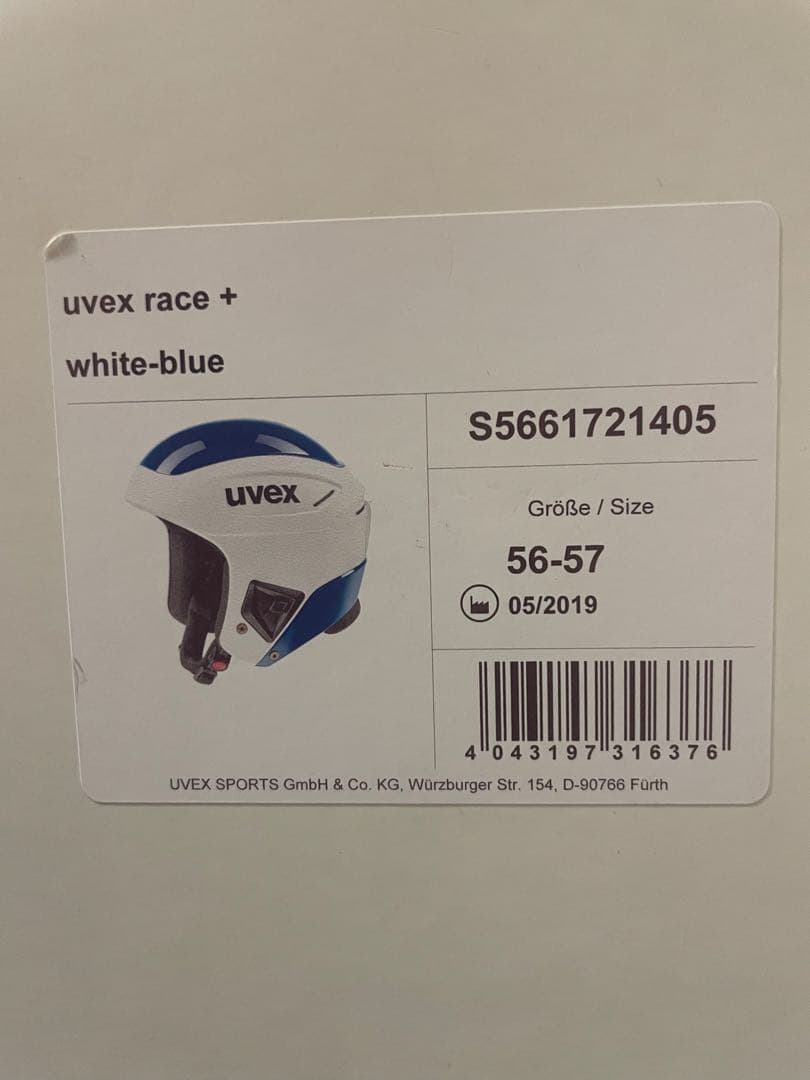 uvex race +
white-blue
uvex
S5661721405
Größe / Size
56-57
05/2019
4 043197 316376
UVEX SPORTS GmbH & Co. KG, Würzburger Str. 154, D-90766 Fürth